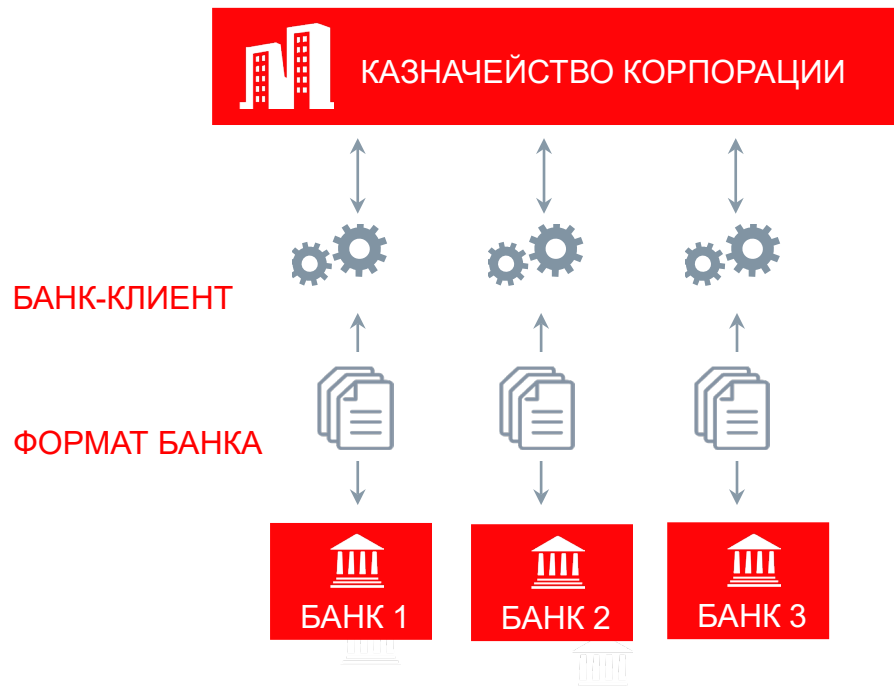 КАЗНАЧЕЙСТВО КОРПОРАЦИИ
БАНК-КЛИЕНТ
ФОРМАТ БАНКА
БАНК 1
БАНК 2
БАНК 3